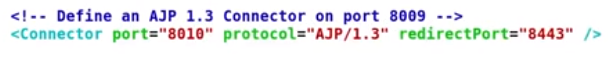 <!-- Define an AJP 1.3 Connector on port 8009 -->
<Connector port="8010" protocol="AJP/1.3" redirectPort="8443" />